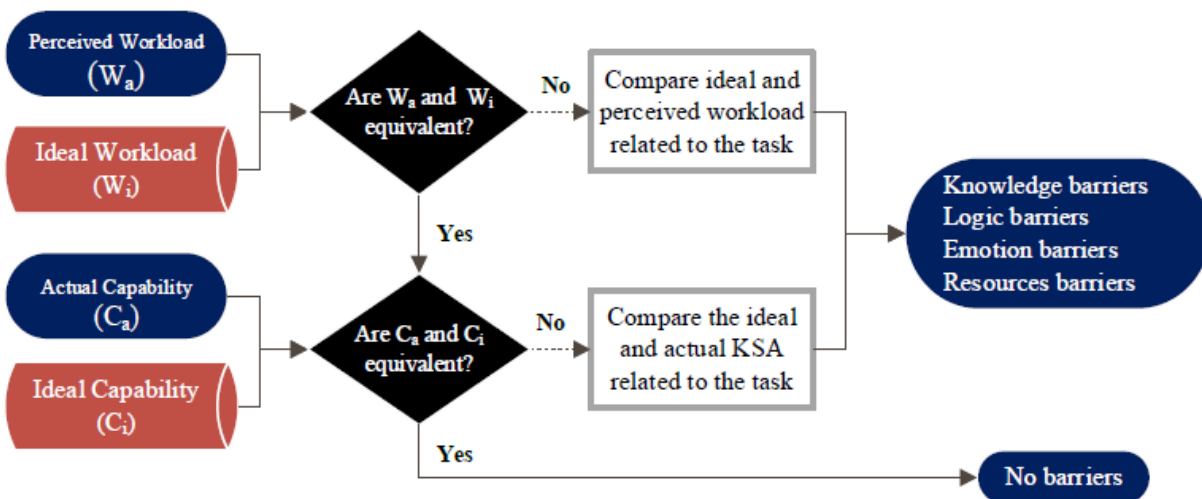 Perceived Workload
(Wₐ)
Ideal Workload
(Wᵢ)
Are Wₐ and Wᵢ
equivalent?
No
Compare ideal and
perceived workload
related to the task
Yes
Knowledge barriers
Logic barriers
Emotion barriers
Resources barriers
Actual Capability
(Cₐ)
Ideal Capability
(Cᵢ)
Are Cₐ and Cᵢ
equivalent?
No
Compare the ideal
and actual KSA
related to the task
Yes
No barriers